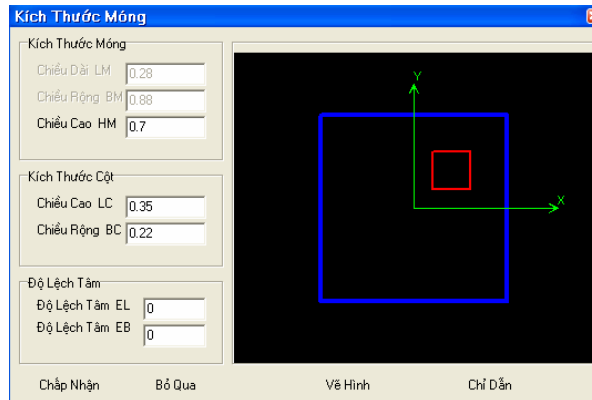 Kích Thước Móng
Kích Thước Móng
Chiều Dài LM 0.28
Chiều Rộng BM 0.88
Chiều Cao HM 0.7
Kích Thước Cột
Chiều Cao LC 0.35
Chiều Rộng BC 0.22
Độ Lệch Tâm
Độ Lệch Tâm EL 0
Độ Lệch Tâm EB 0
Y
X
Chấp Nhận Bỏ Qua Vẽ Hình Chỉ Dẫn